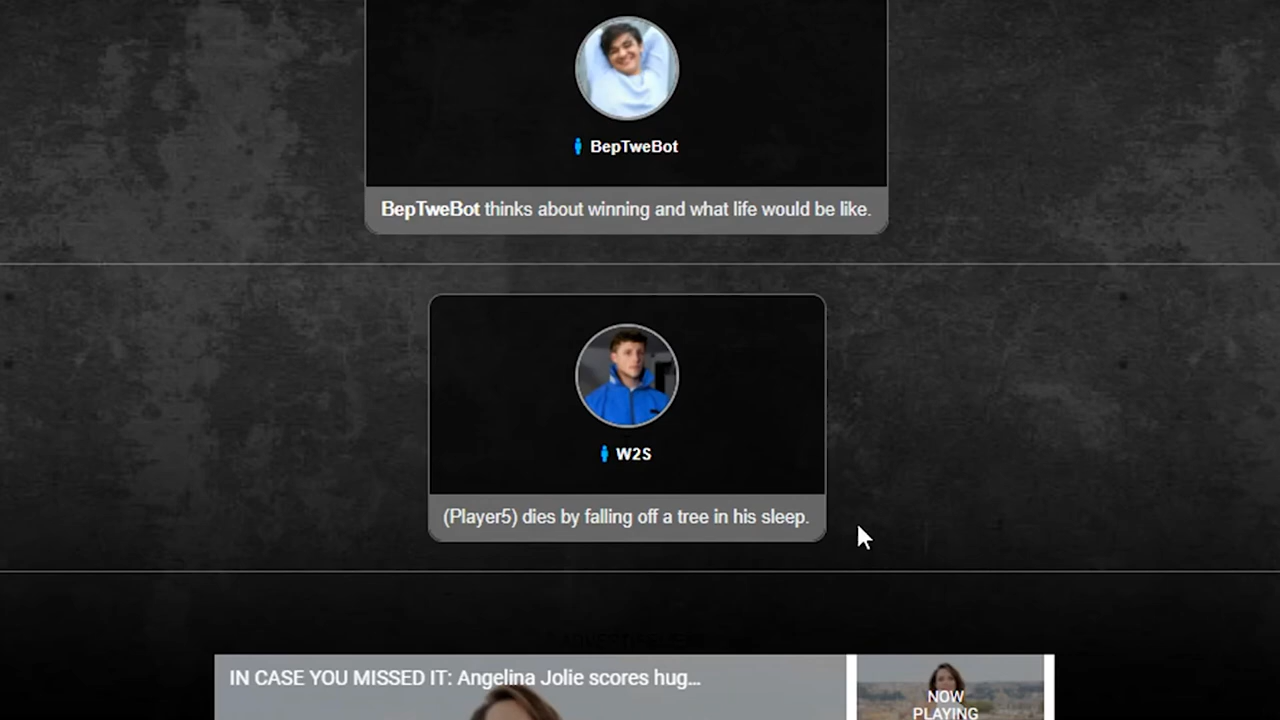 BepTweBot
BepTweBot thinks about winning and what life would be like.
W2S
(Player5) dies by falling off a tree in his sleep.
ADVERTISEMENT
IN CASE YOU MISSED IT: Angelina Jolie scores hug...
NOW
PLAYING